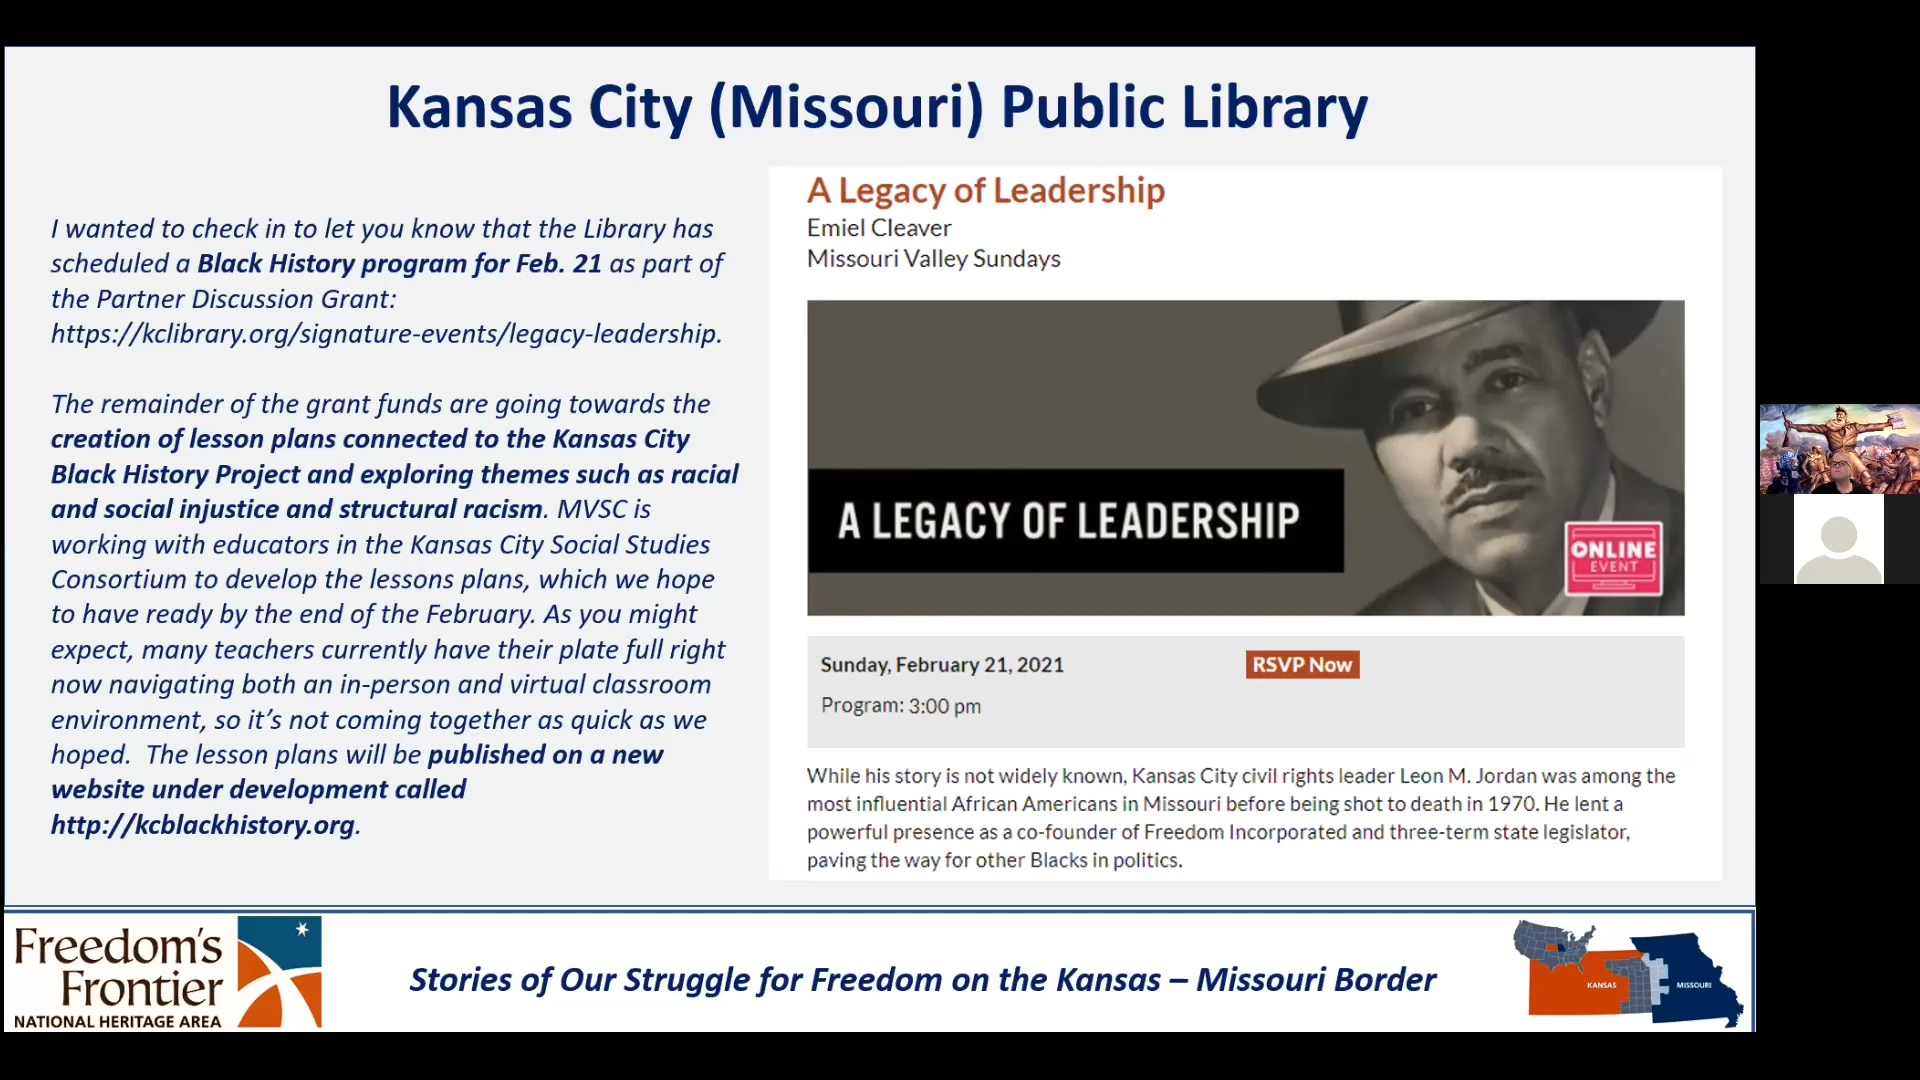 Kansas City (Missouri) Public Library
I wanted to check in to let you know that the Library has
scheduled a Black History program for Feb. 21 as part of
the Partner Discussion Grant:
https://kclibrary.org/signature-events/legacy-leadership.
The remainder of the grant funds are going towards the
creation of lesson plans connected to the Kansas City
Black History Project and exploring themes such as racial
and social injustice and structural racism. MVSC is
working with educators in the Kansas City Social Studies
Consortium to develop the lessons plans, which we hope
to have ready by the end of the February. As you might
expect, many teachers currently have their plate full right
now navigating both an in-person and virtual classroom
environment, so it’s not coming together as quick as we
hoped.  The lesson plans will be published on a new
website under development called
http://kcblackhistory.org.
A Legacy of Leadership
Emiel Cleaver
Missouri Valley Sundays
A LEGACY OF LEADERSHIP
ONLINE
EVENT
Sunday, February 21, 2021
RSVP Now
Program: 3:00 pm
While his story is not widely known, Kansas City civil rights leader Leon M. Jordan was among the
most influential African Americans in Missouri before being shot to death in 1970. He lent a
powerful presence as a co-founder of Freedom Incorporated and three-term state legislator,
paving the way for other Blacks in politics.
Freedom's
Frontier
NATIONAL HERITAGE AREA
Stories of Our Struggle for Freedom on the Kansas – Missouri Border
KANSAS
MISSOURI